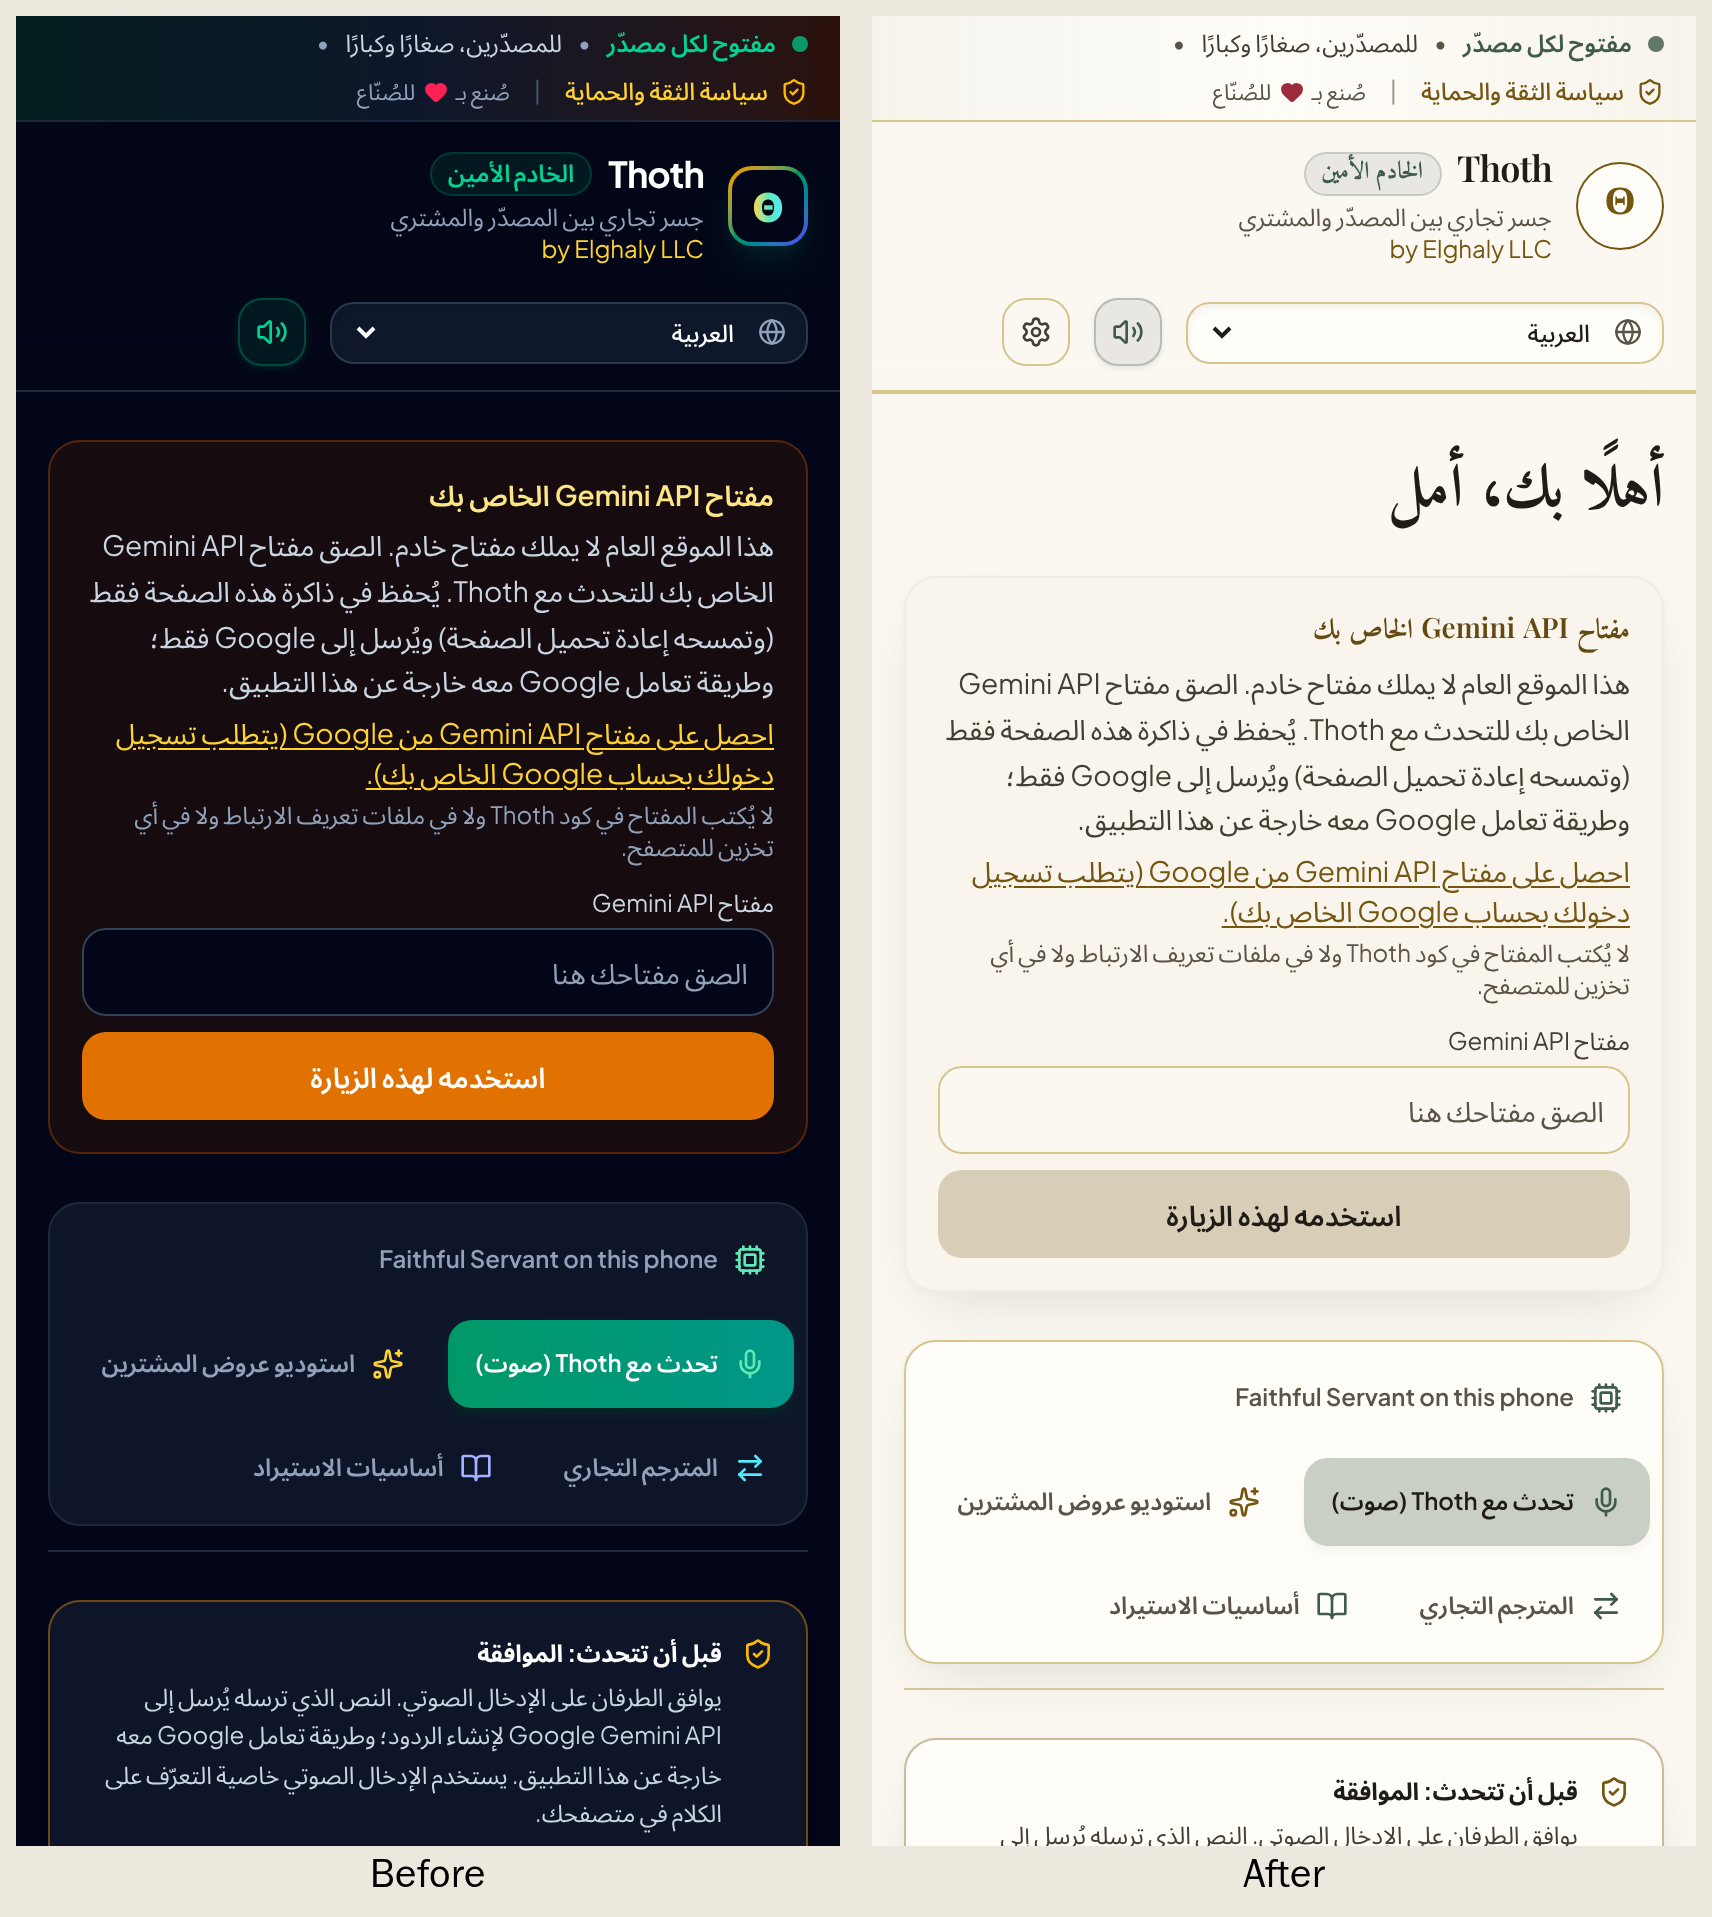 مفتوح لكل مصدّر • للمصدّرين، صغارًا وكبارًا •
سياسة الثقة والحماية | صُنع بـ ❤ للصُنّاع
Thoth الخادم الأمين
جسر تجاري بين المصدّر والمشتري
by Elghaly LLC
العربية
مفتاح Gemini API الخاص بك
هذا الموقع العام لا يملك مفتاح خادم. الصق مفتاح Gemini API
الخاص بك للتحدث مع Thoth. يُحفظ في ذاكرة هذه الصفحة فقط
(وتمسحه إعادة تحميل الصفحة) ويُرسل إلى Google فقط؛
وطريقة تعامل Google معه خارجة عن هذا التطبيق.
احصل على مفتاح Gemini API من Google (يتطلب تسجيل
دخولك بحساب Google الخاص بك).
لا يُكتب المفتاح في كود Thoth ولا في ملفات تعريف الارتباط ولا في أي
تخزين للمتصفح.
مفتاح Gemini API
الصق مفتاحك هنا
استخدمه لهذه الزيارة
Faithful Servant on this phone
تحدث مع Thoth (صوت)
استوديو عروض المشترين
المترجم التجاري
أساسيات الاستيراد
قبل أن تتحدث: الموافقة
يوافق الطرفان على الإدخال الصوتي. النص الذي ترسله يُرسل إلى
Google Gemini API لإنشاء الردود؛ وطريقة تعامل Google معه
خارجة عن هذا التطبيق. يستخدم الإدخال الصوتي خاصية التعرّف على
الكلام في متصفحك.
Before
مفتوح لكل مصدّر • للمصدّرين، صغارًا وكبارًا •
سياسة الثقة والحماية | صُنع بـ ❤ للصُنّاع
Θ
Thoth الخادم الأمين
جسر تجاري بين المصدّر والمشتري
by Elghaly LLC
العربية
أهلًا بك، أمل
مفتاح Gemini API الخاص بك
هذا الموقع العام لا يملك مفتاح خادم. الصق مفتاح Gemini API
الخاص بك للتحدث مع Thoth. يُحفظ في ذاكرة هذه الصفحة فقط
(وتمسحه إعادة تحميل الصفحة) ويُرسل إلى Google فقط؛
وطريقة تعامل Google معه خارجة عن هذا التطبيق.
احصل على مفتاح Gemini API من Google (يتطلب تسجيل
دخولك بحساب Google الخاص بك).
لا يُكتب المفتاح في كود Thoth ولا في ملفات تعريف الارتباط ولا في أي
تخزين للمتصفح.
مفتاح Gemini API
الصق مفتاحك هنا
استخدمه لهذه الزيارة
Faithful Servant on this phone
تحدث مع Thoth (صوت)
استوديو عروض المشترين
المترجم التجاري
أساسيات الاستيراد
قبل أن تتحدث: الموافقة
يوافق الطرفان على الإدخال الصوتي. النص الذي ترسله يُرسل إلى
After